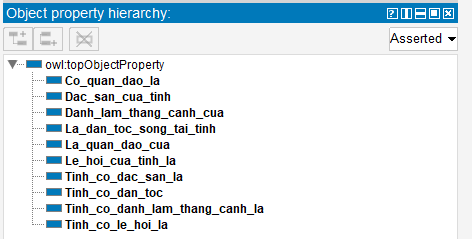 Object property hierarchy:
Asserted
owl:topObjectProperty
Co_quan_dao_la
Dac_san_cua_tinh
Danh_lam_thang_canh_cua
La_dan_toc_song_tai_tinh
La_quan_dao_cua
Le_hoi_cua_tinh_la
Tinh_co_dac_san_la
Tinh_co_dan_toc
Tinh_co_danh_lam_thang_canh_la
Tinh_co_le_hoi_la